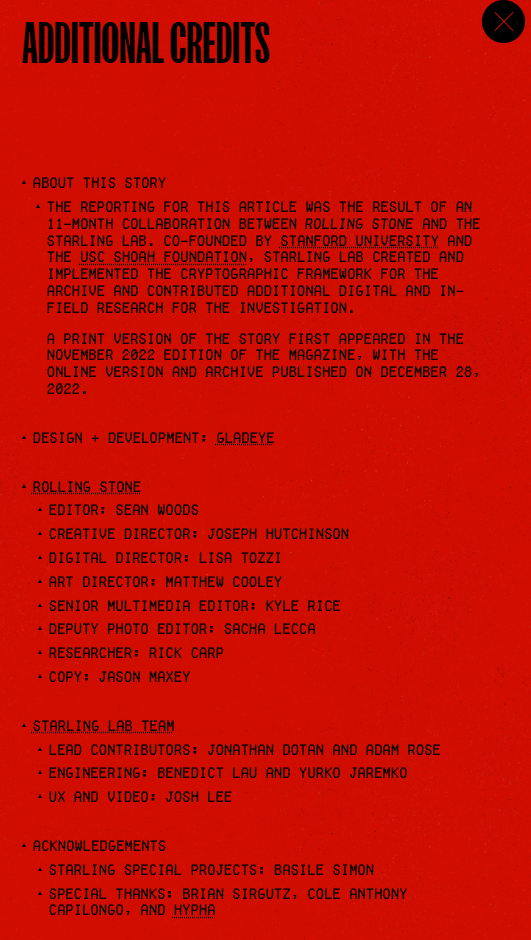 ADDITIONAL CREDITS
ABOUT THIS STORY
THE REPORTING FOR THIS ARTICLE WAS THE RESULT OF AN
11-MONTH COLLABORATION BETWEEN ROLLING STONE AND THE
STARLING LAB. CO-FOUNDED BY STANFORD UNIVERSITY AND
THE USC SHOAH FOUNDATION, STARLING LAB CREATED AND
IMPLEMENTED THE CRYPTOGRAPHIC FRAMEWORK FOR THE
ARCHIVE AND CONTRIBUTED ADDITIONAL DIGITAL AND IN-
FIELD RESEARCH FOR THE INVESTIGATION.
A PRINT VERSION OF THE STORY FIRST APPEARED IN THE
NOVEMBER 2022 EDITION OF THE MAGAZINE, WITH THE
ONLINE VERSION AND ARCHIVE PUBLISHED ON DECEMBER 28,
2022.
DESIGN + DEVELOPMENT: GLADEYE
ROLLING STONE
EDITOR: SEAN WOODS
CREATIVE DIRECTOR: JOSEPH HUTCHINSON
DIGITAL DIRECTOR: LISA TOZZI
ART DIRECTOR: MATTHEW COOLEY
SENIOR MULTIMEDIA EDITOR: KYLE RICE
DEPUTY PHOTO EDITOR: SACHA LECCA
RESEARCHER: RICK CARP
COPY: JASON MAXEY
STARLING LAB TEAM
LEAD CONTRIBUTORS: JONATHAN DOTAN AND ADAM ROSE
ENGINEERING: BENEDICT LAU AND YURKO JAREMKO
UX AND VIDEO: JOSH LEE
ACKNOWLEDGEMENTS
STARLING SPECIAL PROJECTS: BASILE SIMON
SPECIAL THANKS: BRIAN SIRGUTZ, COLE ANTHONY
CAPILONGO, AND HYPHA